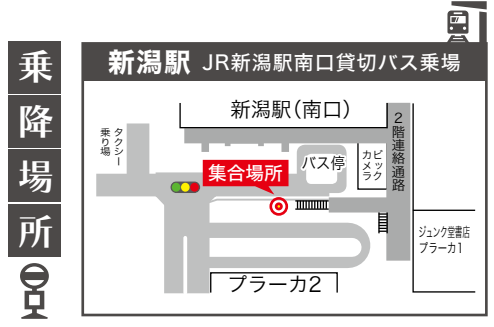 乗降場所
新潟駅 JR新潟駅南口貸切バス乗場
新潟駅(南口)
2階連絡通路
タクシー
乗り場
バス停
ビック
カメラ
集合場所
ジュンク堂書店
プラーカ1
プラーカ2